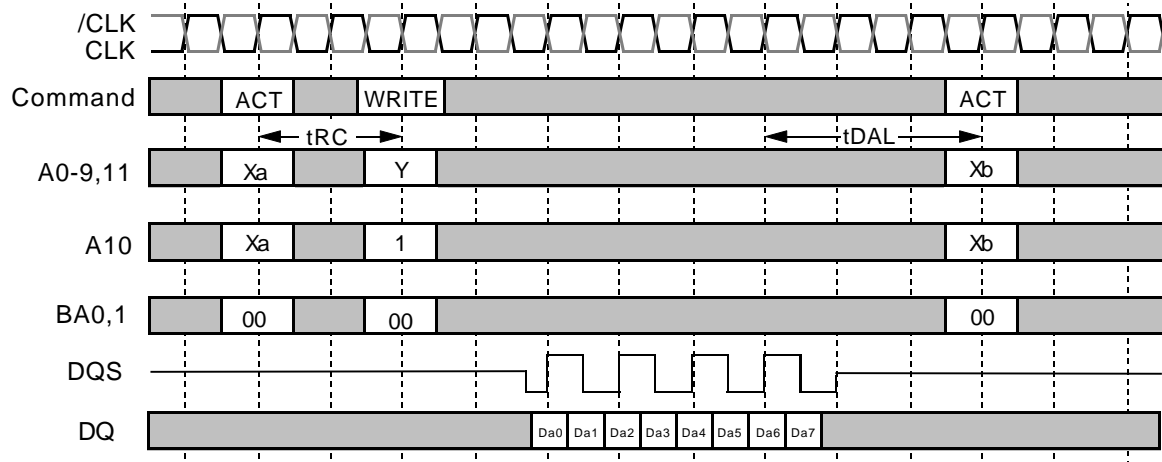 /CLK
CLK
Command ACT WRITE ACT
tRC tDAL
A0-9,11 Xa Y Xb
A10 Xa 1 Xb
BA0,1 00 00 00
DQS
DQ Da0 Da1 Da2 Da3 Da4 Da5 Da6 Da7